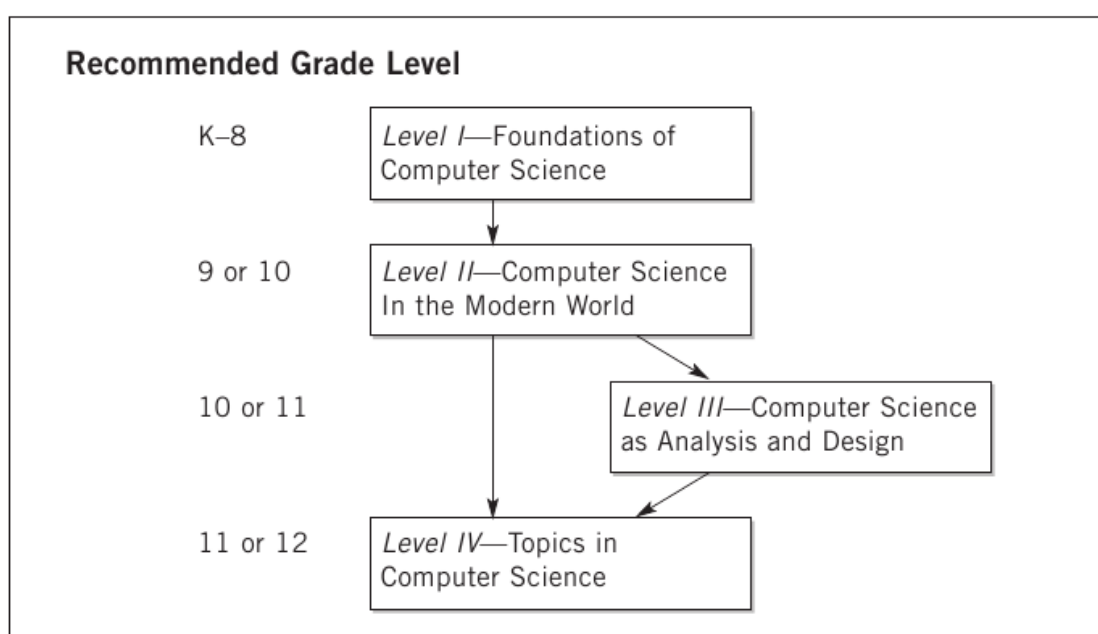 Recommended Grade Level
K–8
Level I—Foundations of
Computer Science
9 or 10
Level II—Computer Science
In the Modern World
10 or 11
Level III—Computer Science
as Analysis and Design
11 or 12
Level IV—Topics in
Computer Science